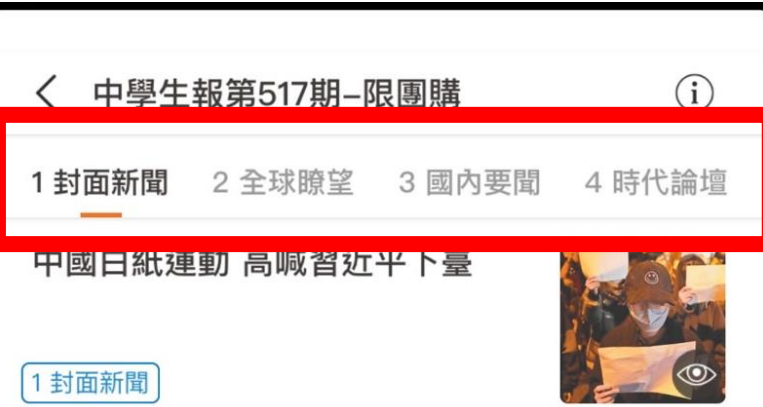 中學生報第517期–限團購
1 封面新聞 2 全球瞭望 3 國內要聞 4 時代論壇
中國白紙運動 高喊習近平下臺
1 封面新聞